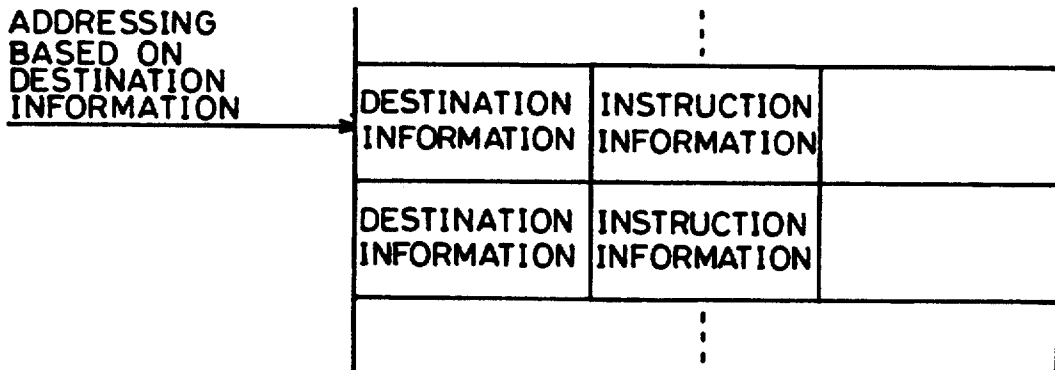 ADDRESSING
BASED ON
DESTINATION
INFORMATION
DESTINATION
INFORMATION
INSTRUCTION
INFORMATION
DESTINATION
INFORMATION
INSTRUCTION
INFORMATION